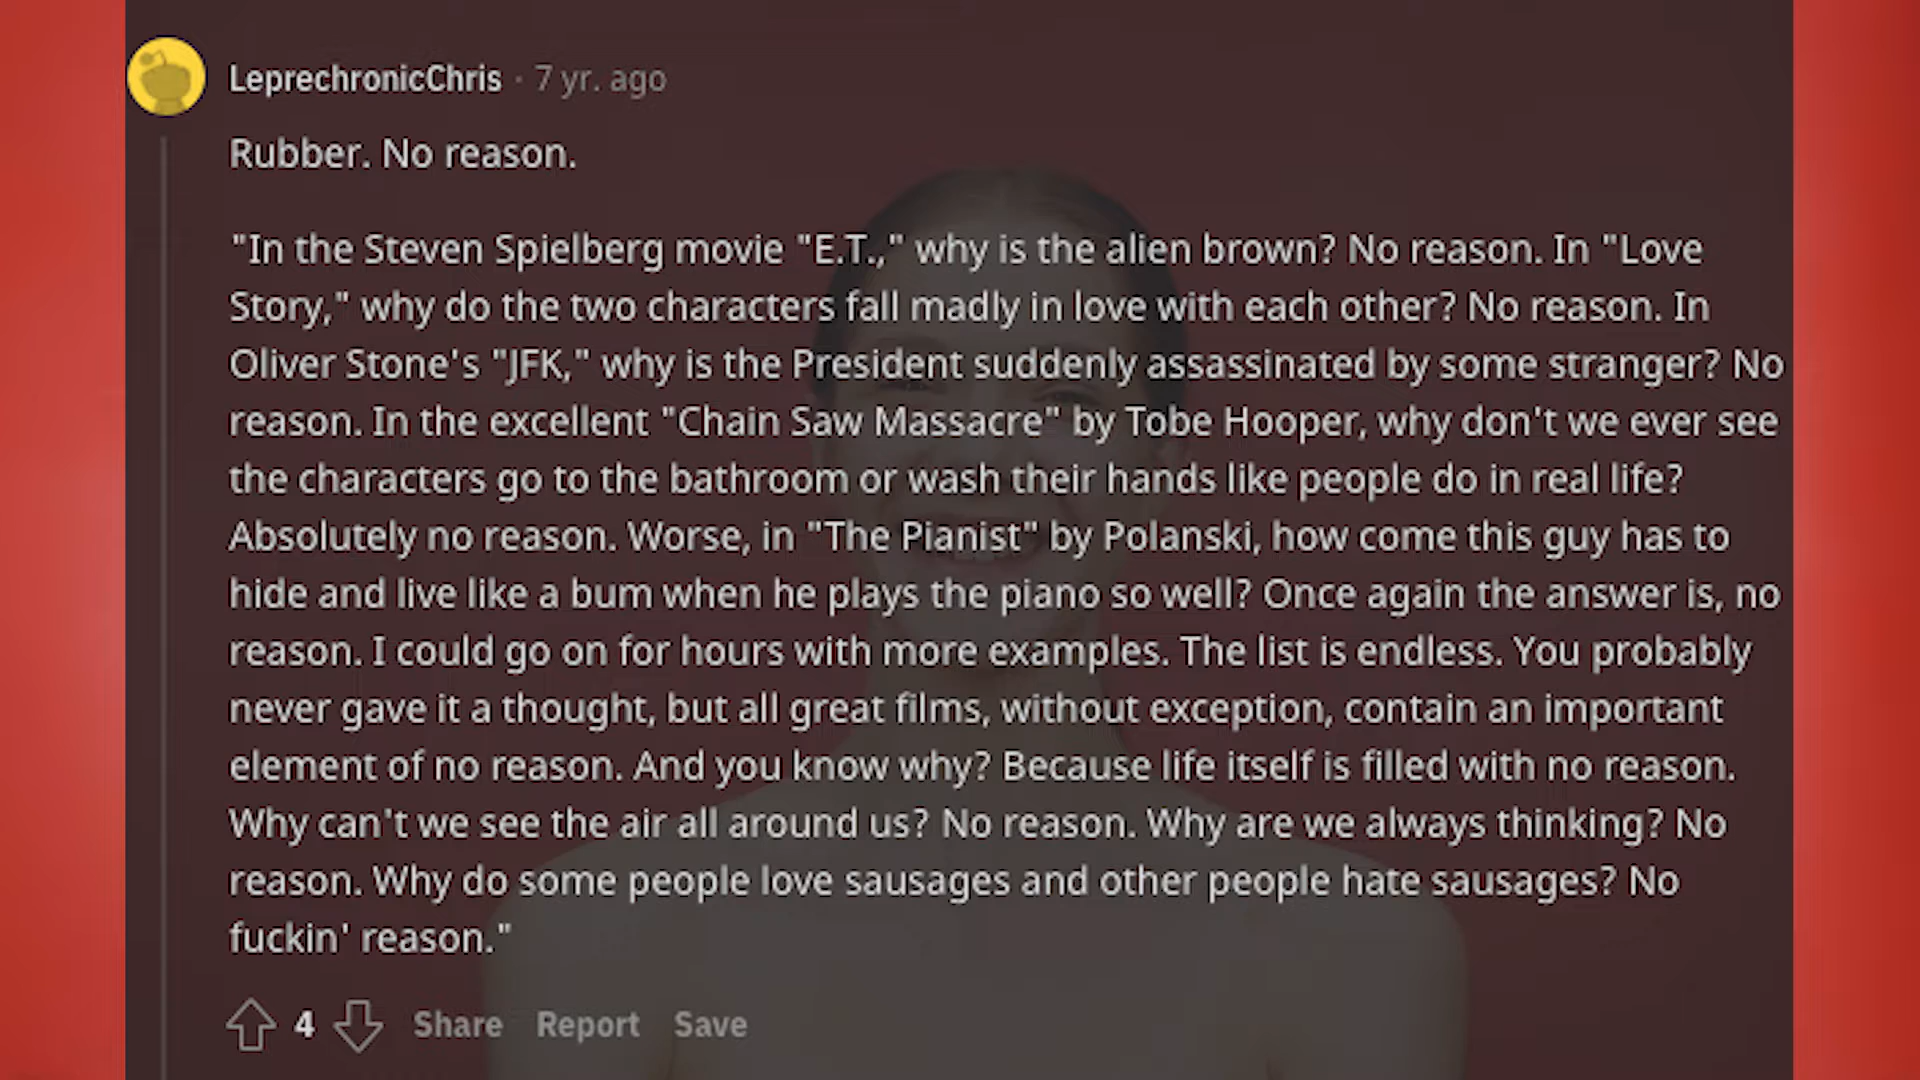 LeprechronicChris · 7 yr. ago
Rubber. No reason.
"In the Steven Spielberg movie "E.T.," why is the alien brown? No reason. In "Love
Story," why do the two characters fall madly in love with each other? No reason. In
Oliver Stone's "JFK," why is the President suddenly assassinated by some stranger? No
reason. In the excellent "Chain Saw Massacre" by Tobe Hooper, why don't we ever see
the characters go to the bathroom or wash their hands like people do in real life?
Absolutely no reason. Worse, in "The Pianist" by Polanski, how come this guy has to
hide and live like a bum when he plays the piano so well? Once again the answer is, no
reason. I could go on for hours with more examples. The list is endless. You probably
never gave it a thought, but all great films, without exception, contain an important
element of no reason. And you know why? Because life itself is filled with no reason.
Why can't we see the air all around us? No reason. Why are we always thinking? No
reason. Why do some people love sausages and other people hate sausages? No
fuckin' reason."
4 Share Report Save